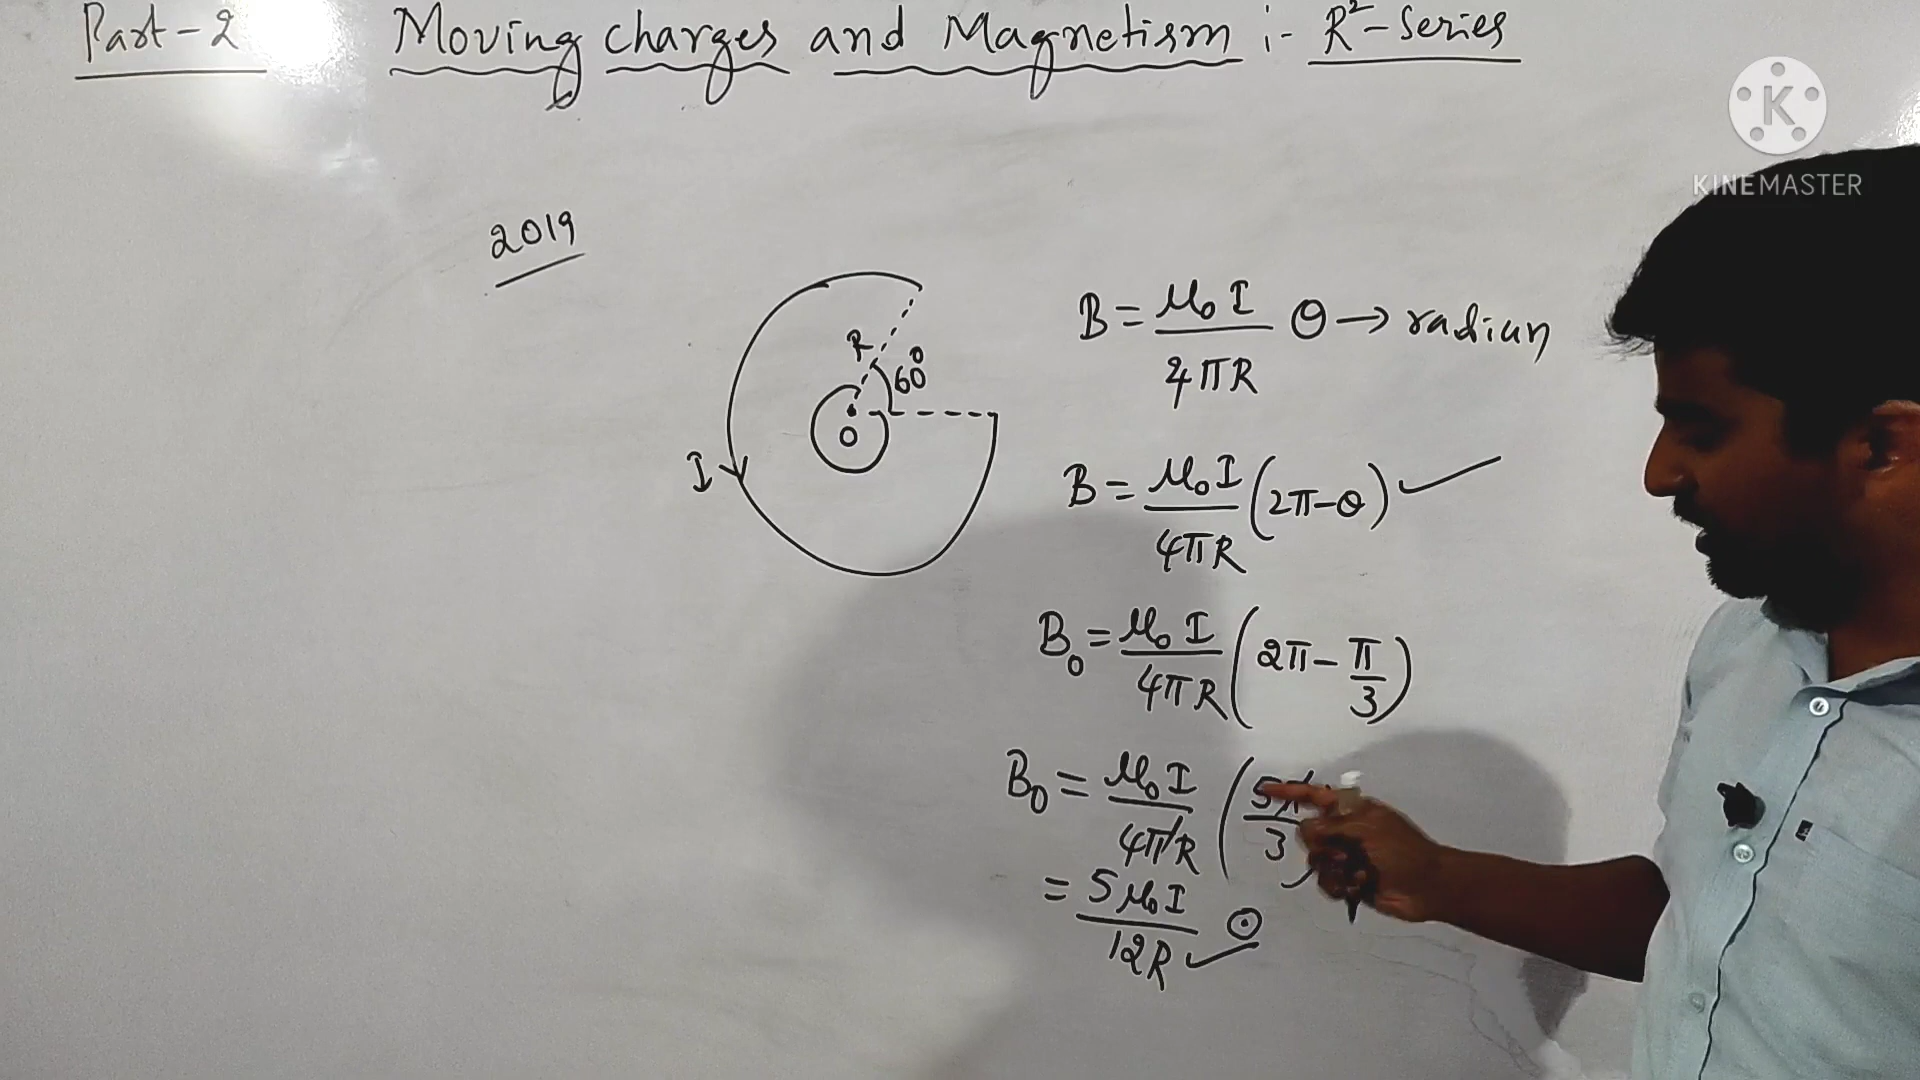 Part-2 Moving charges and Magnetism :- R²-Series
KINEMASTER
2019
R
60°
O
I
B = μ₀I / 4πR θ → radian
B = μ₀I / 4πR (2π-θ)
B₀ = μ₀I / 4πR (2π - π/3)
B₀ = μ₀I / 4πR (5π/3)
= 5μ₀I / 12R ⊙